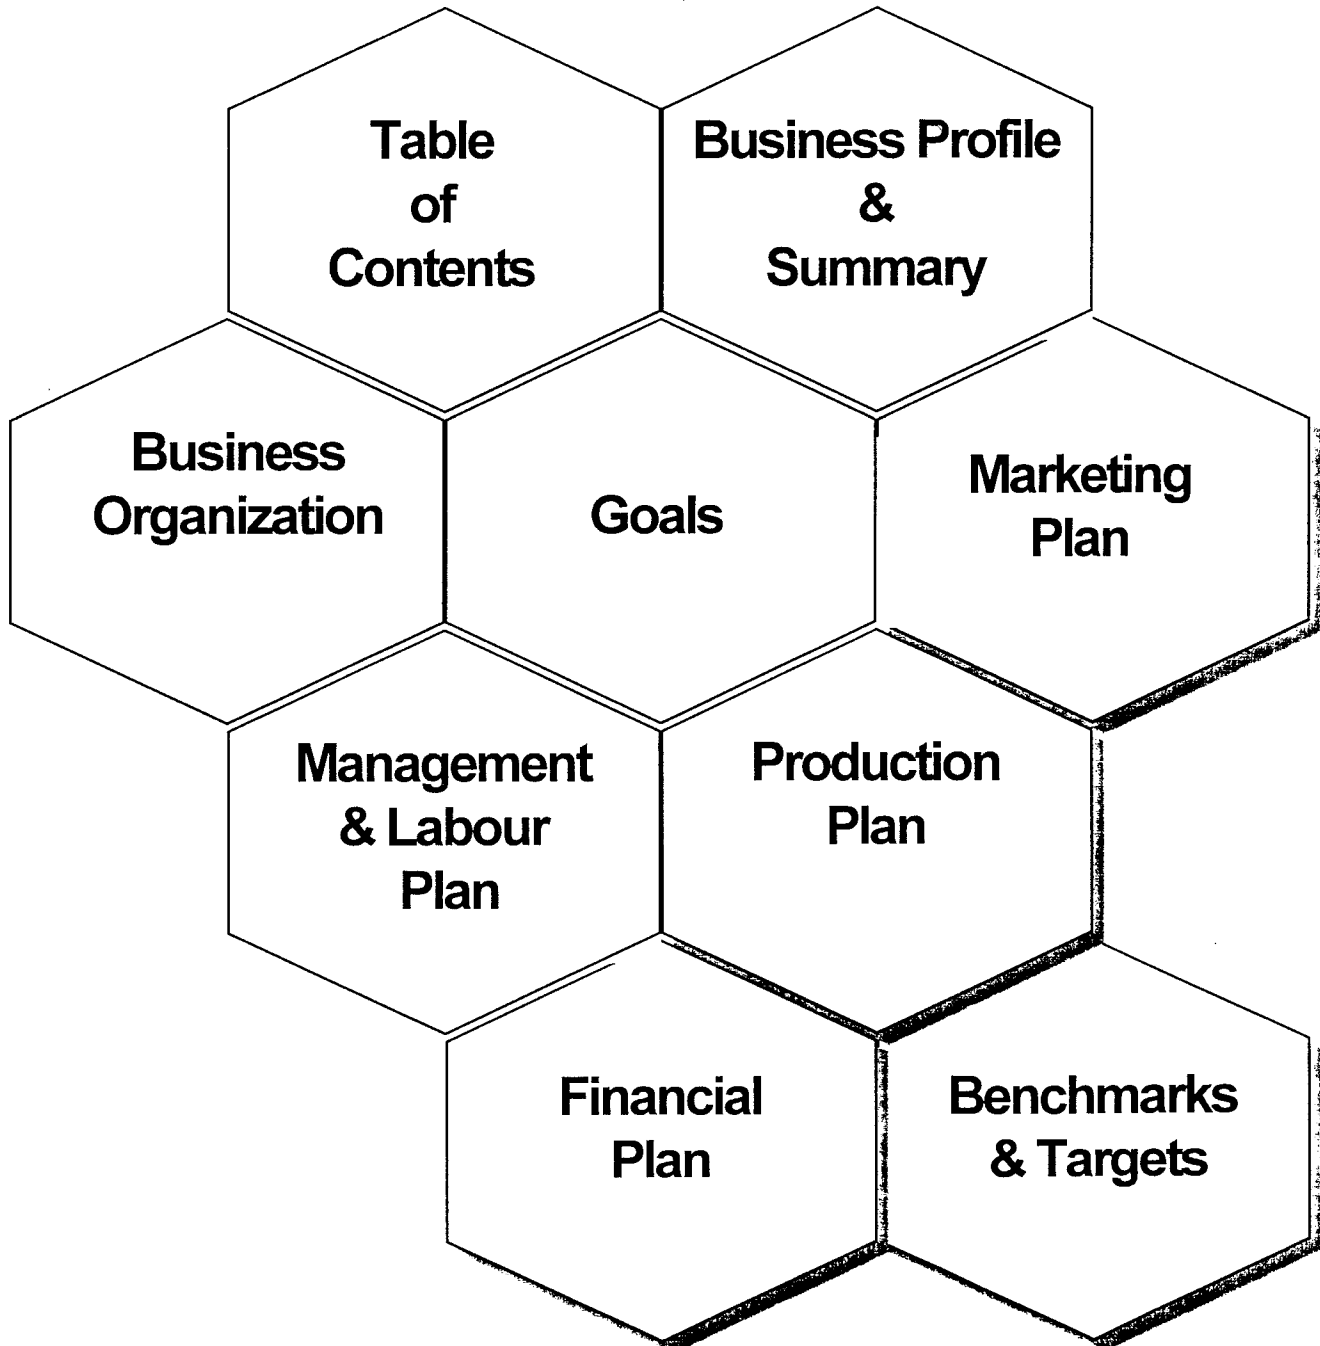 Table
of
Contents
Business Profile
&
Summary
Business
Organization
Goals
Marketing
Plan
Management
& Labour
Plan
Production
Plan
Financial
Plan
Benchmarks
& Targets